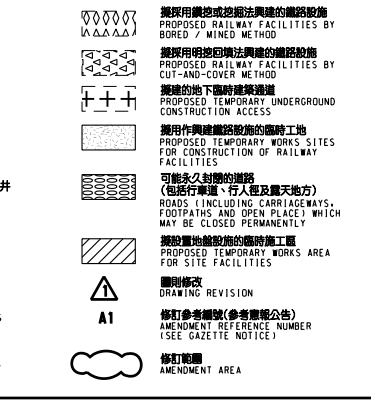 擬採用鑽挖或挖掘法興建的鐵路設施
PROPOSED RAILWAY FACILITIES BY
BORED / MINED METHOD
擬採用明挖回填法興建的鐵路設施
PROPOSED RAILWAY FACILITIES BY
CUT-AND-COVER METHOD
擬建的地下臨時建築通道
PROPOSED TEMPORARY UNDERGROUND
CONSTRUCTION ACCESS
擬用作興建鐵路設施的臨時工地
PROPOSED TEMPORARY WORKS SITES
FOR CONSTRUCTION OF RAILWAY
FACILITIES
井
可能永久封閉的道路
(包括行車道、行人徑及露天地方)
ROADS (INCLUDING CARRIAGEWAYS,
FOOTPATHS AND OPEN PLACE) WHICH
MAY BE CLOSED PERMANENTLY
擬設置地盤設施的臨時施工區
PROPOSED TEMPORARY WORKS AREA
FOR SITE FACILITIES
1
圖則修改
DRAWING REVISION
A1
修訂參考編號(參考憲報公告)
AMENDMENT REFERENCE NUMBER
(SEE GAZETTE NOTICE)
修訂範圍
AMENDMENT AREA